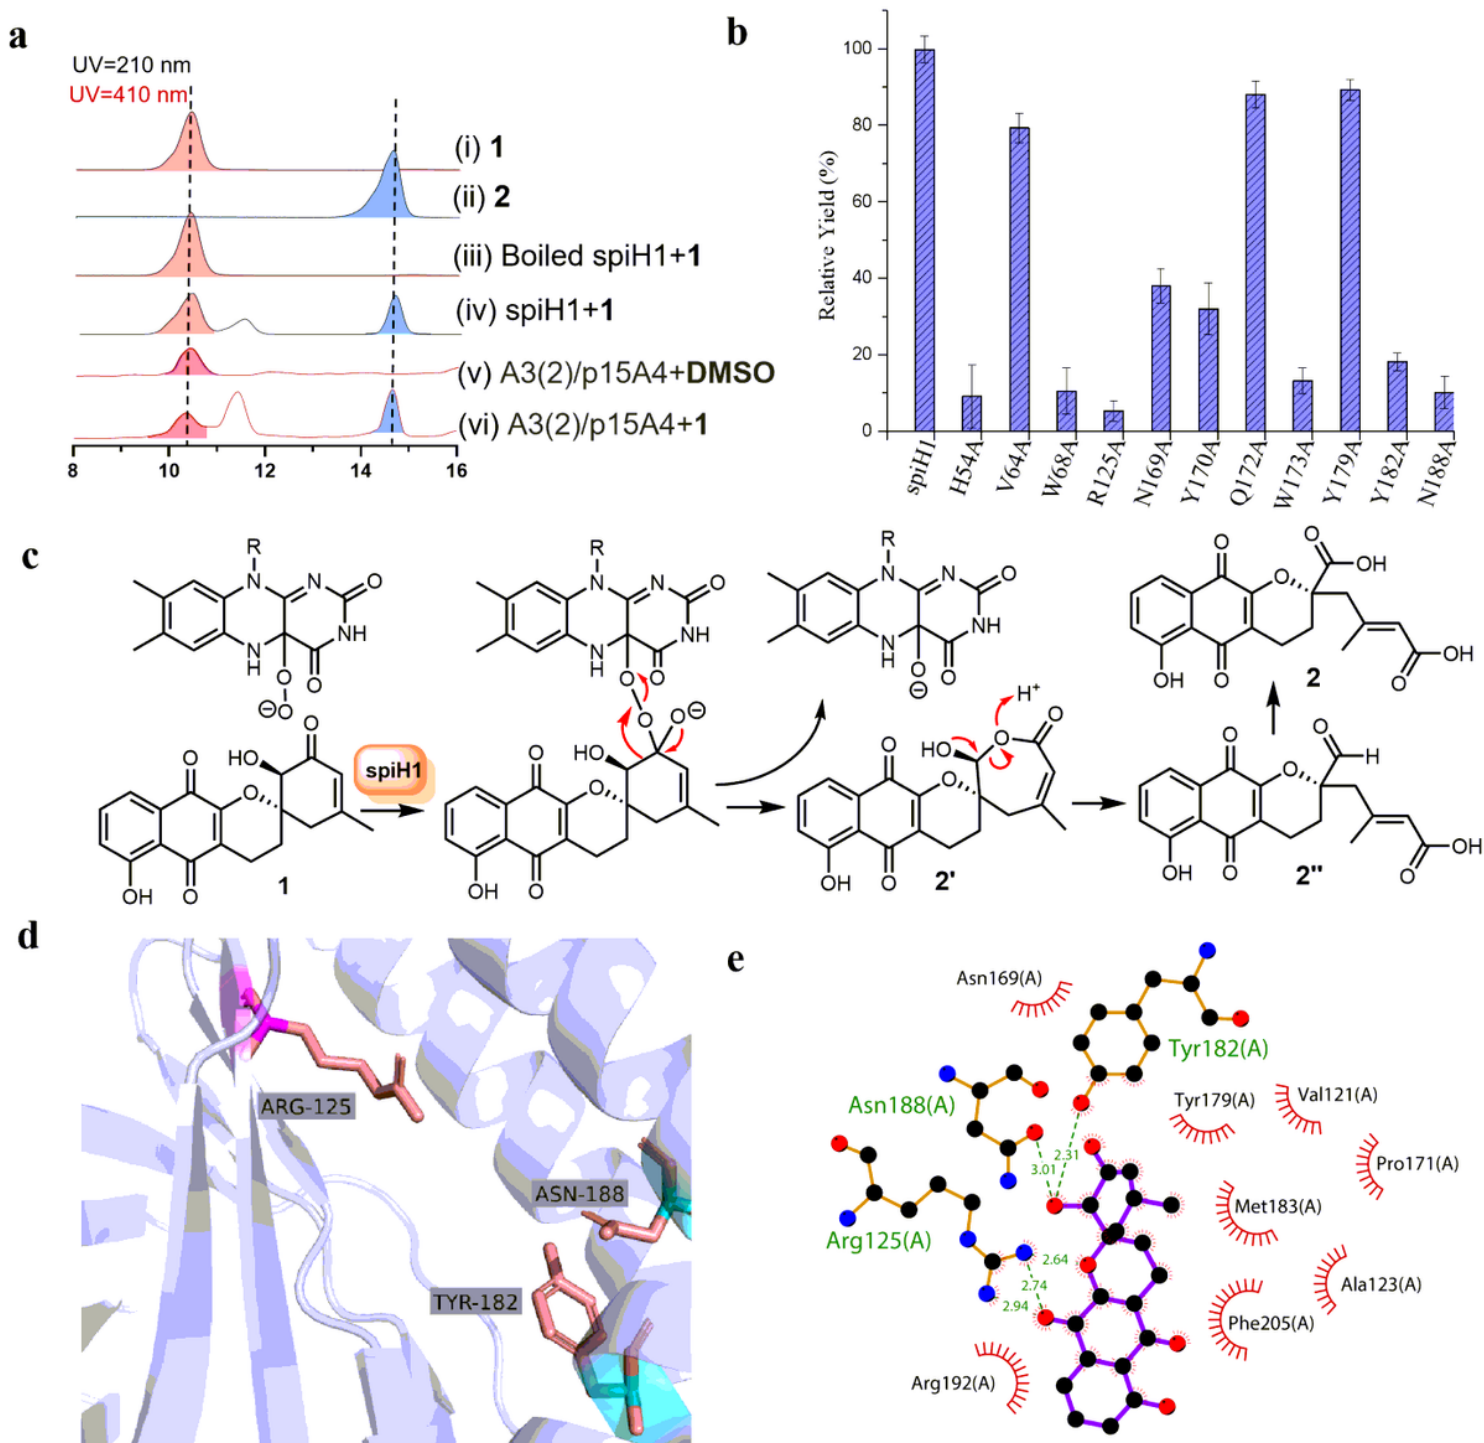 a
UV=210 nm
UV=410 nm
(i) 1
(ii) 2
(iii) Boiled spiH1+1
(iv) spiH1+1
(v) A3(2)/p15A4+DMSO
(vi) A3(2)/p15A4+1
8 10 12 14 16
b
Relative Yield (%)
100
80
60
40
20
0
spiH1 H54A V64A W68A R125A N169A Y170A Q172A W173A Y179A Y182A N188A
c
R
N N O
NH
N
H
O O
O
⊖
HO O
O O
OH O
1
spiH1
R
N N O
NH
N
H
O O
O O⊖
HO
O O
OH O
R
N N O
NH
N
H
O O
⊖
H+
HO O O
O O
OH O
2'
O H
O O
OH O
O OH
2"
O OH
O O
OH O
O OH
2
d
ARG-125
ASN-188
TYR-182
e
Asn169(A)
Tyr182(A)
Asn188(A)
Tyr179(A)
Val121(A)
3.01
2.31
Pro171(A)
Met183(A)
Arg125(A)
2.64
2.74
2.94
Ala123(A)
Phe205(A)
Arg192(A)